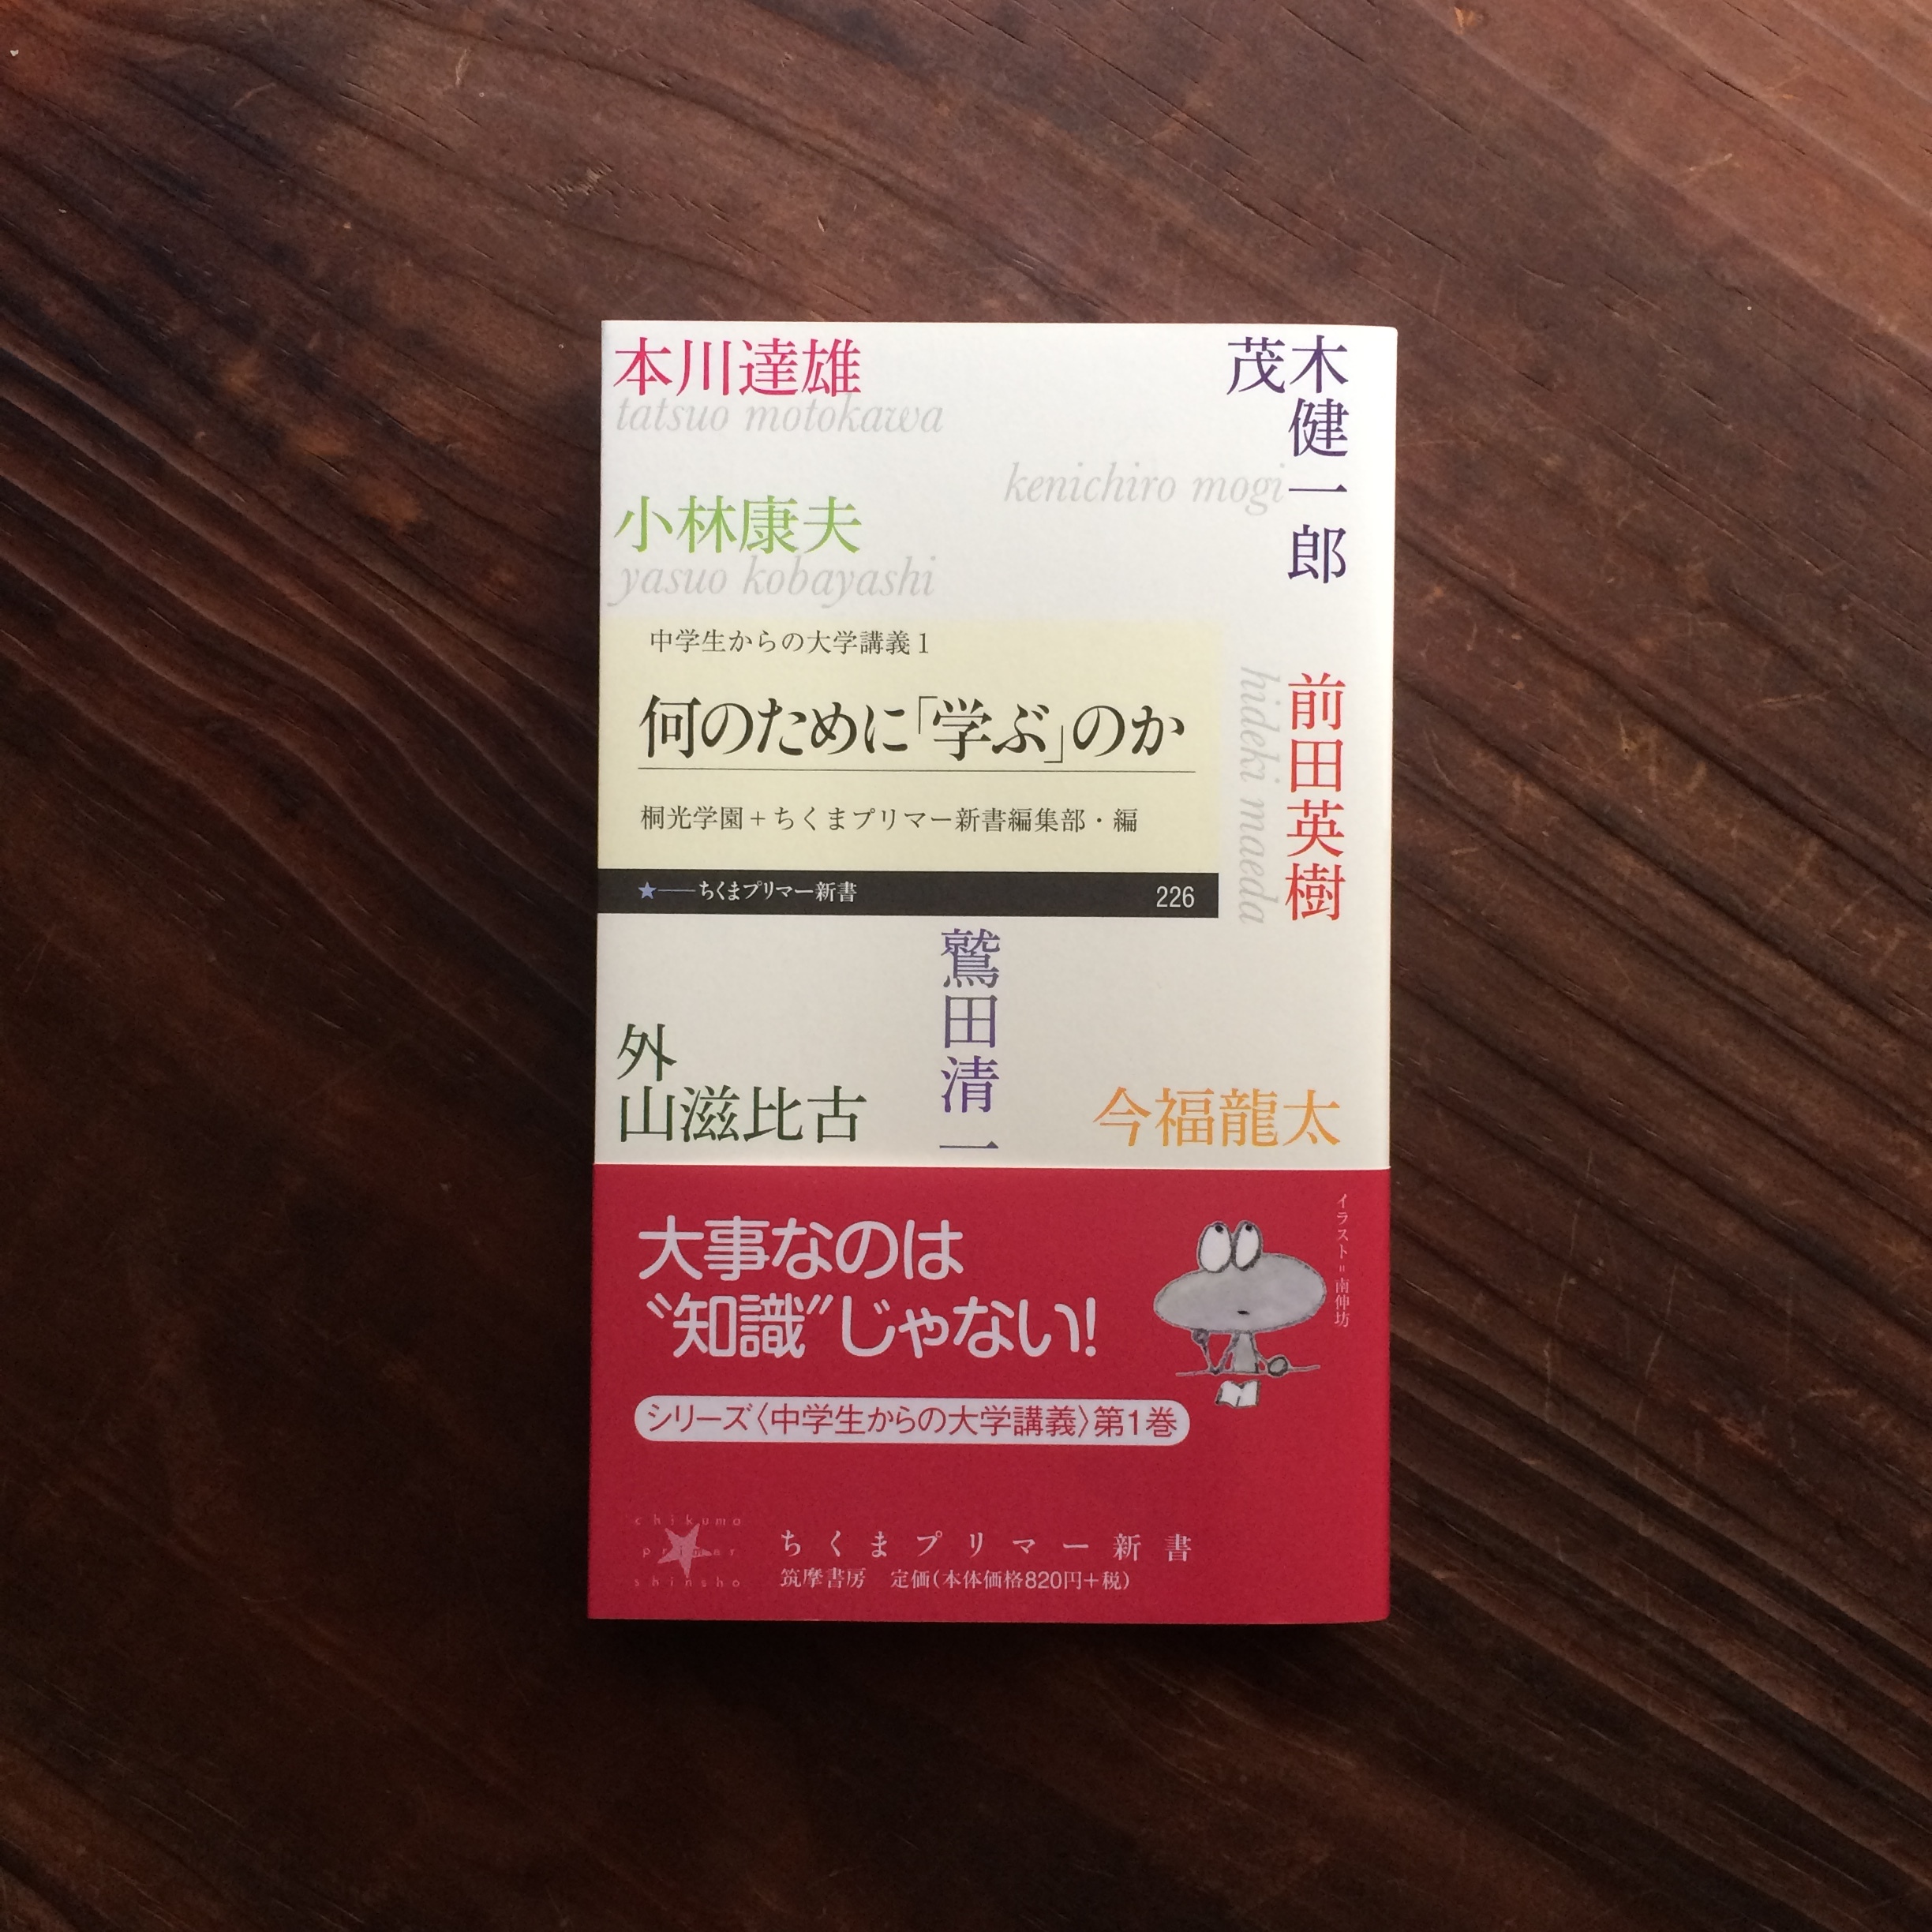 本川達雄
tatsuo motokawa
茂木健一郎
kenichiro mogi
小林康夫
yasuo kobayashi
中学生からの大学講義1
何のために「学ぶ」のか
桐光学園+ちくまプリマー新書編集部・編
★──ちくまプリマー新書
226
前田英樹
hideki maeda
鷲田清一
外山滋比古
今福龍太
大事なのは
〝知識〟じゃない!
イラスト=南伸坊
シリーズ〈中学生からの大学講義〉第1巻
chikuma
primer
shinsho
ちくまプリマー新書
筑摩書房 定価(本体価格820円+税)